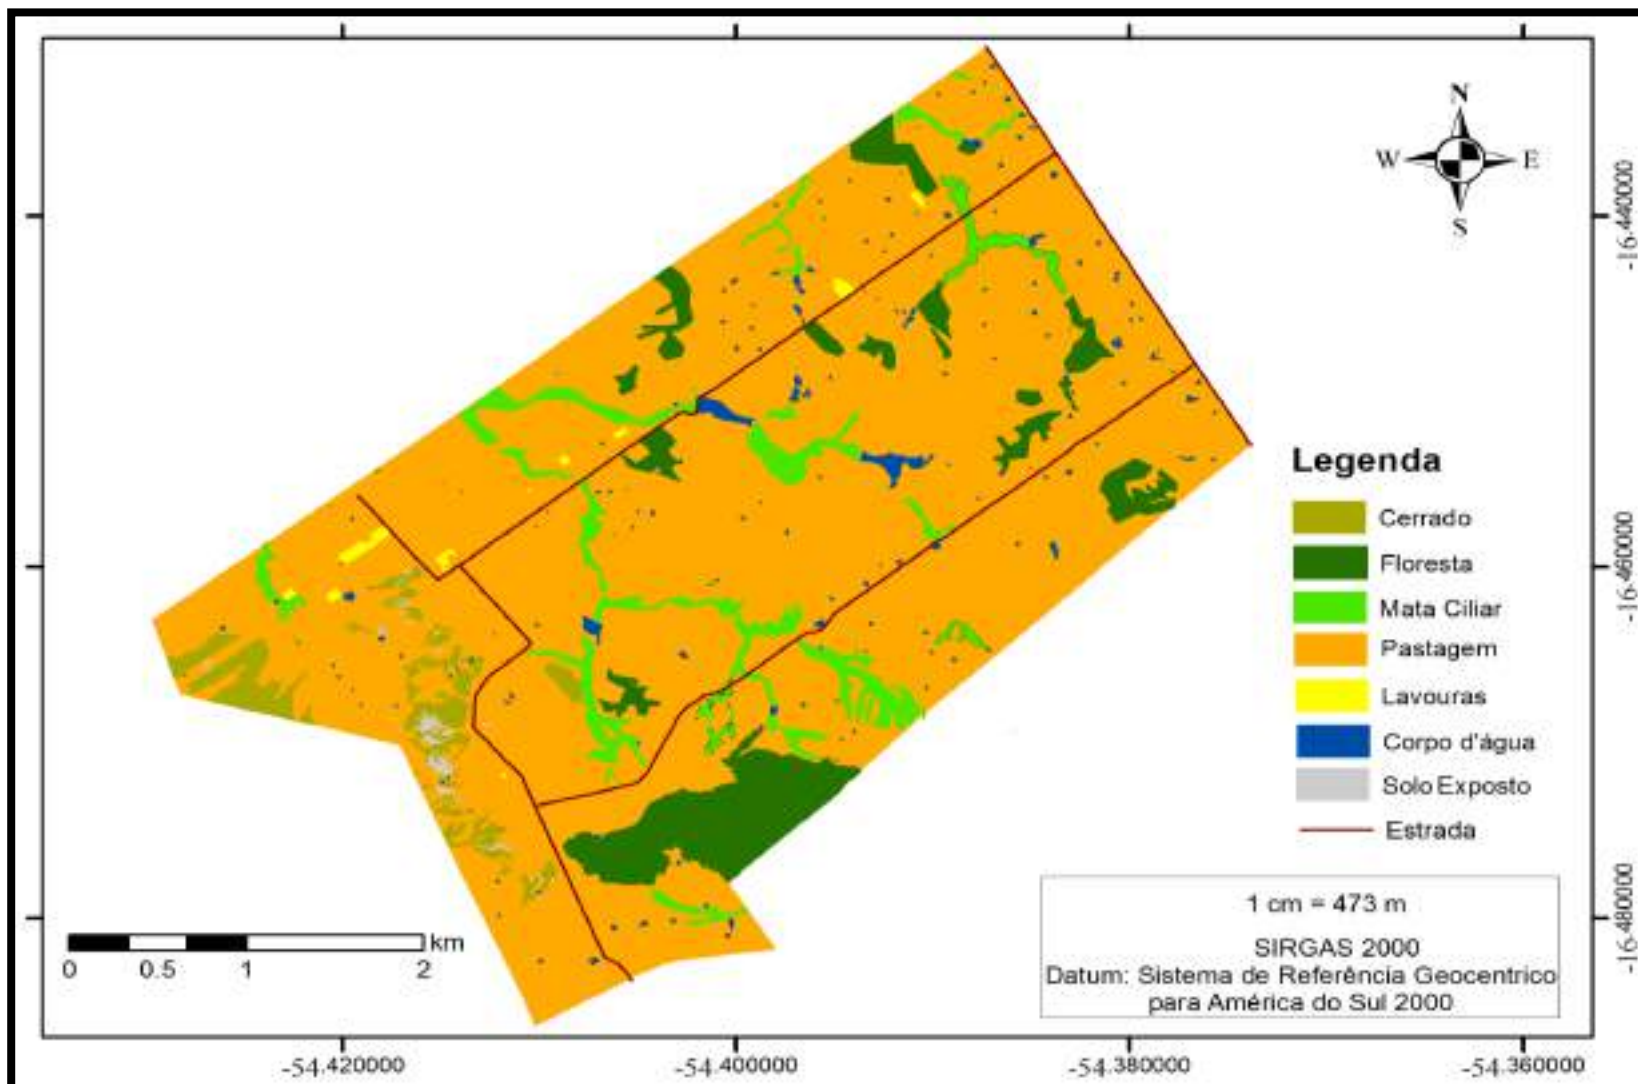 N
W E
S
-16.440000
-16.460000
-16.480000
Legenda
Cerrado
Floresta
Mata Ciliar
Pastagem
Lavouras
Corpo d'água
Solo Exposto
Estrada
1 cm = 473 m
SIRGAS 2000
Datum: Sistema de Referência Geocentrico
para América do Sul 2000
km
0 0.5 1 2
-54.420000 -54.400000 -54.380000 -54.360000